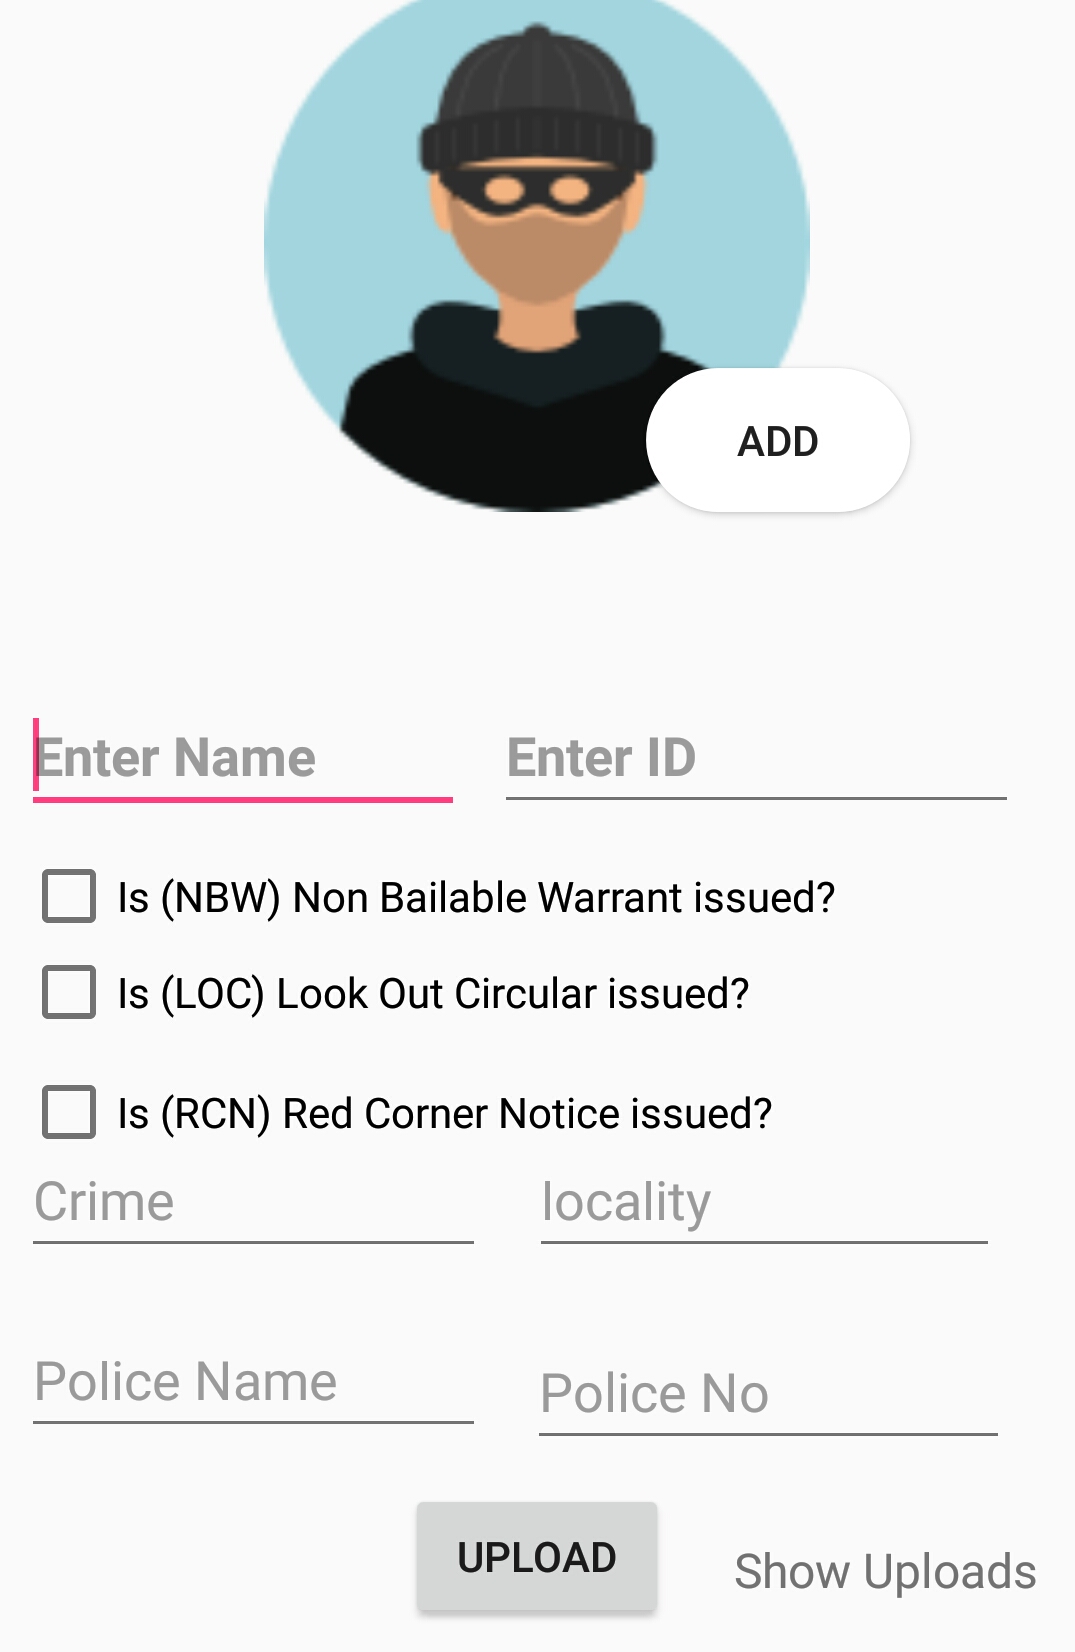 ADD
Enter Name
Enter ID
Is (NBW) Non Bailable Warrant issued?
Is (LOC) Look Out Circular issued?
Is (RCN) Red Corner Notice issued?
Crime
locality
Police Name
Police No
UPLOAD
Show Uploads